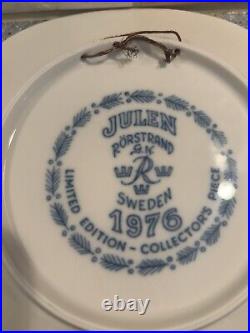 JULEN
RÖRSTRAND
G.N
R
SWEDEN
1976
LIMITED EDITION - COLLECTORS PIECE